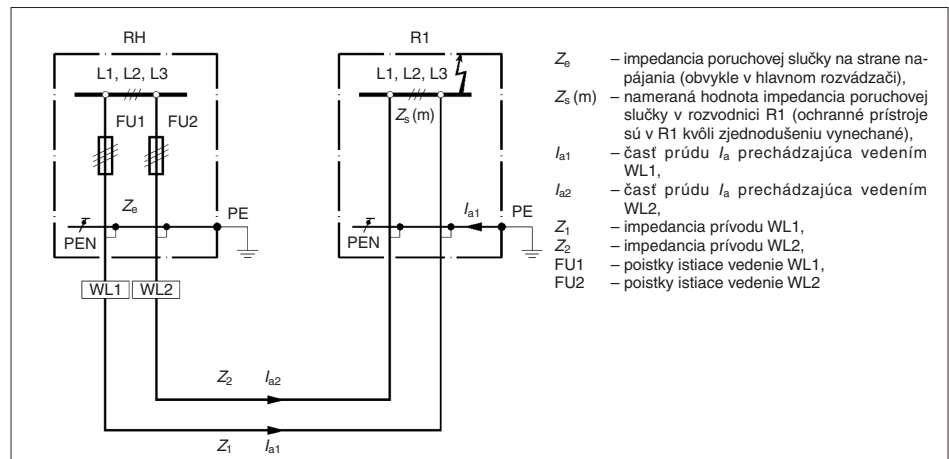 RH
R1
L1, L2, L3
L1, L2, L3
Zs (m)
FU1
FU2
Ze
PE
Ia1
PE
PEN
PEN
WL1
WL2
Z2
Ia2
Z1
Ia1
Ze – impedancia poruchovej slučky na strane na-
pájania (obvykle v hlavnom rozvádzači),
Zs (m) – nameraná hodnota impedancia poruchovej
slučky v rozvodnici R1 (ochranné prístroje
sú v R1 kvôli zjednodušeniu vynechané),
Ia1 – časť prúdu Ia prechádzajúca vedením
WL1,
Ia2 – časť prúdu Ia prechádzajúca vedením
WL2,
Z1 – impedancia prívodu WL1,
Z2 – impedancia prívodu WL2,
FU1 – poistky istiace vedenie WL1,
FU2 – poistky istiace vedenie WL2